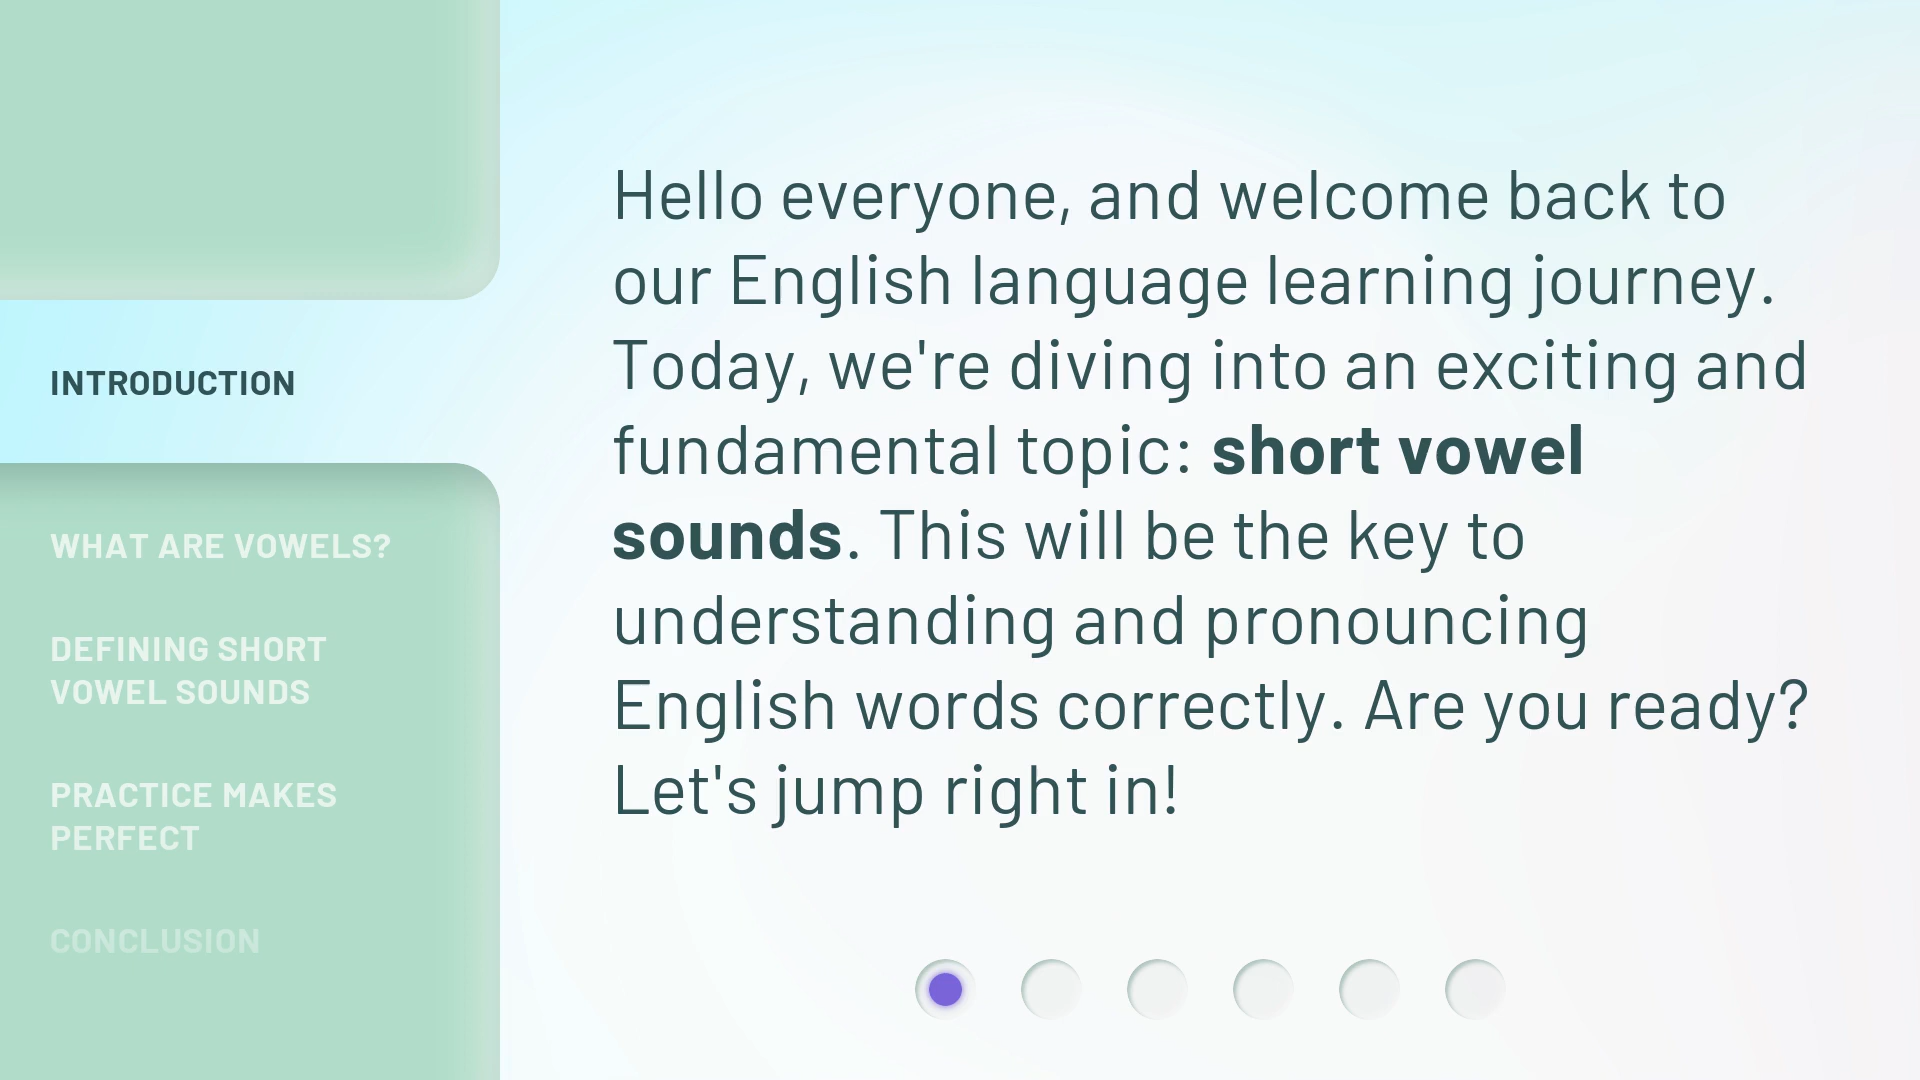 INTRODUCTION
WHAT ARE VOWELS?
DEFINING SHORT
VOWEL SOUNDS
PRACTICE MAKES
PERFECT
CONCLUSION
Hello everyone, and welcome back to
our English language learning journey.
Today, we're diving into an exciting and
fundamental topic: short vowel
sounds. This will be the key to
understanding and pronouncing
English words correctly. Are you ready?
Let's jump right in!